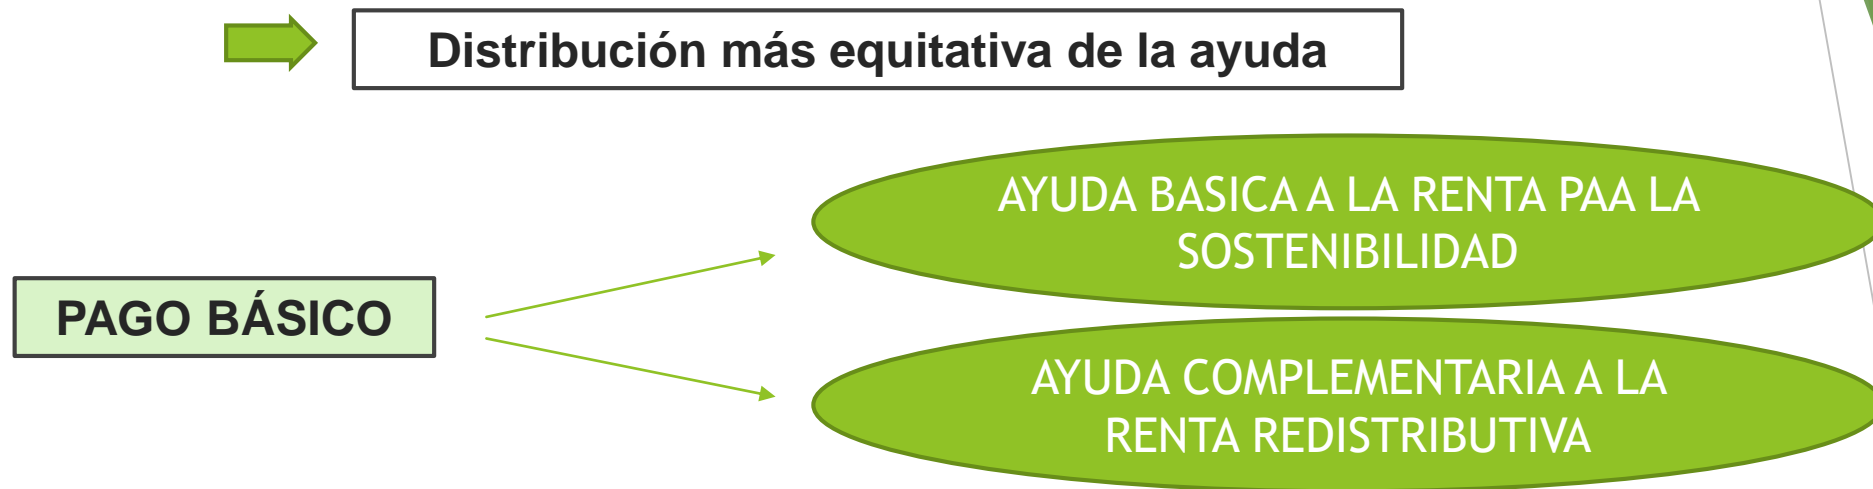 Distribución más equitativa de la ayuda
AYUDA BASICA A LA RENTA PAA LA
SOSTENIBILIDAD
PAGO BÁSICO
AYUDA COMPLEMENTARIA A LA
RENTA REDISTRIBUTIVA